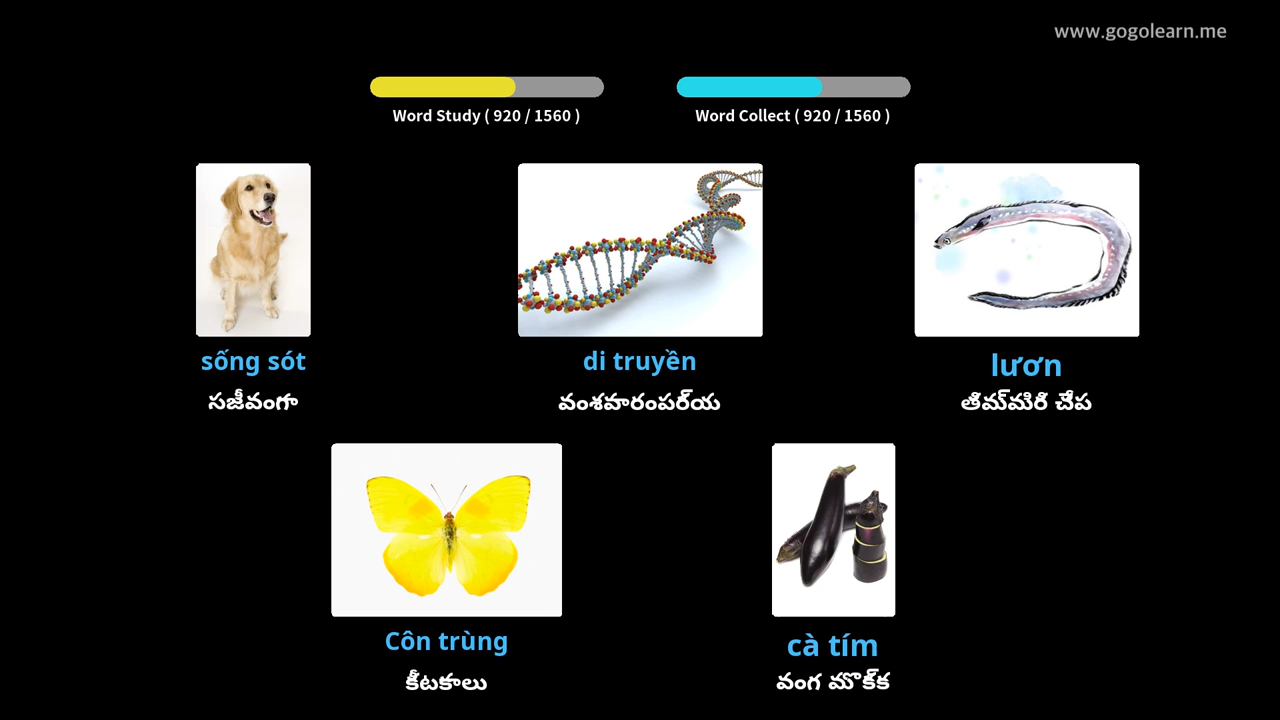 www.gogolearn.me
Word Study ( 920 / 1560 )
Word Collect ( 920 / 1560 )
sống sót
సజీవంగా
di truyền
వంశపారంపర్య
lươn
తిమ్మిరి చేప
Côn trùng
కీటకాలు
cà tím
వంగ మొక్క